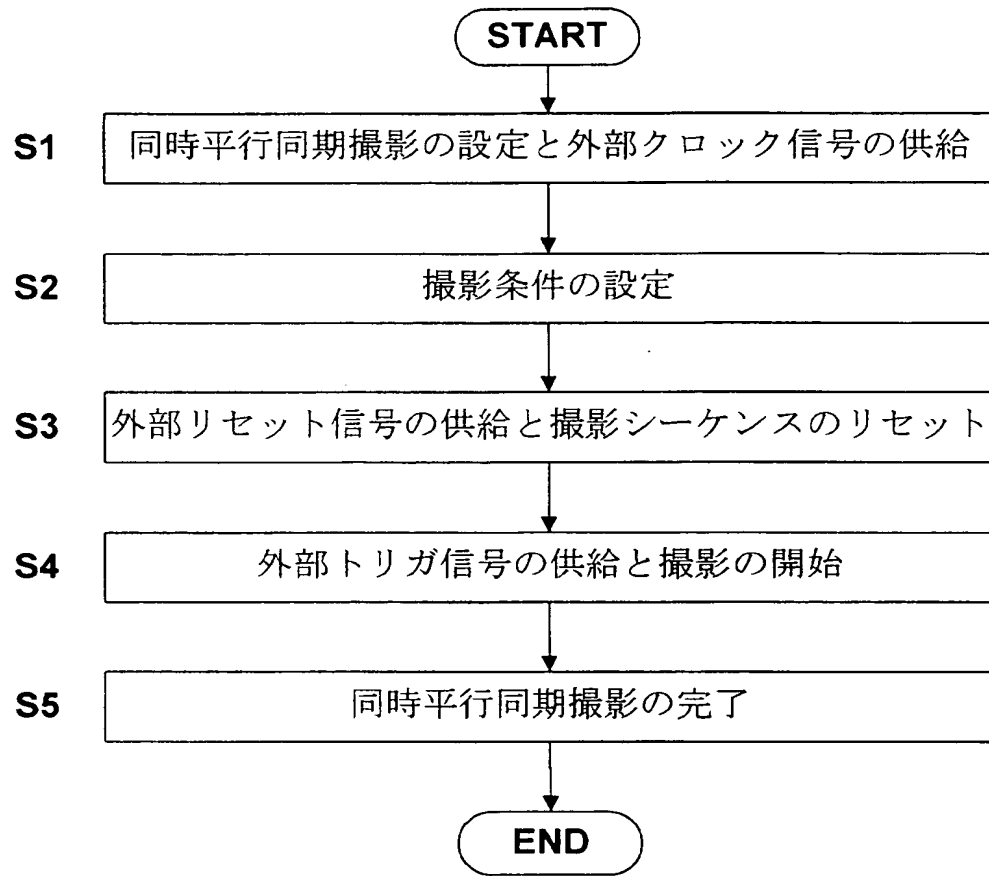 START
S1 同時平行同期撮影の設定と外部クロック信号の供給
S2 撮影条件の設定
S3 外部リセット信号の供給と撮影シーケンスのリセット
S4 外部トリガ信号の供給と撮影の開始
S5 同時平行同期撮影の完了
END